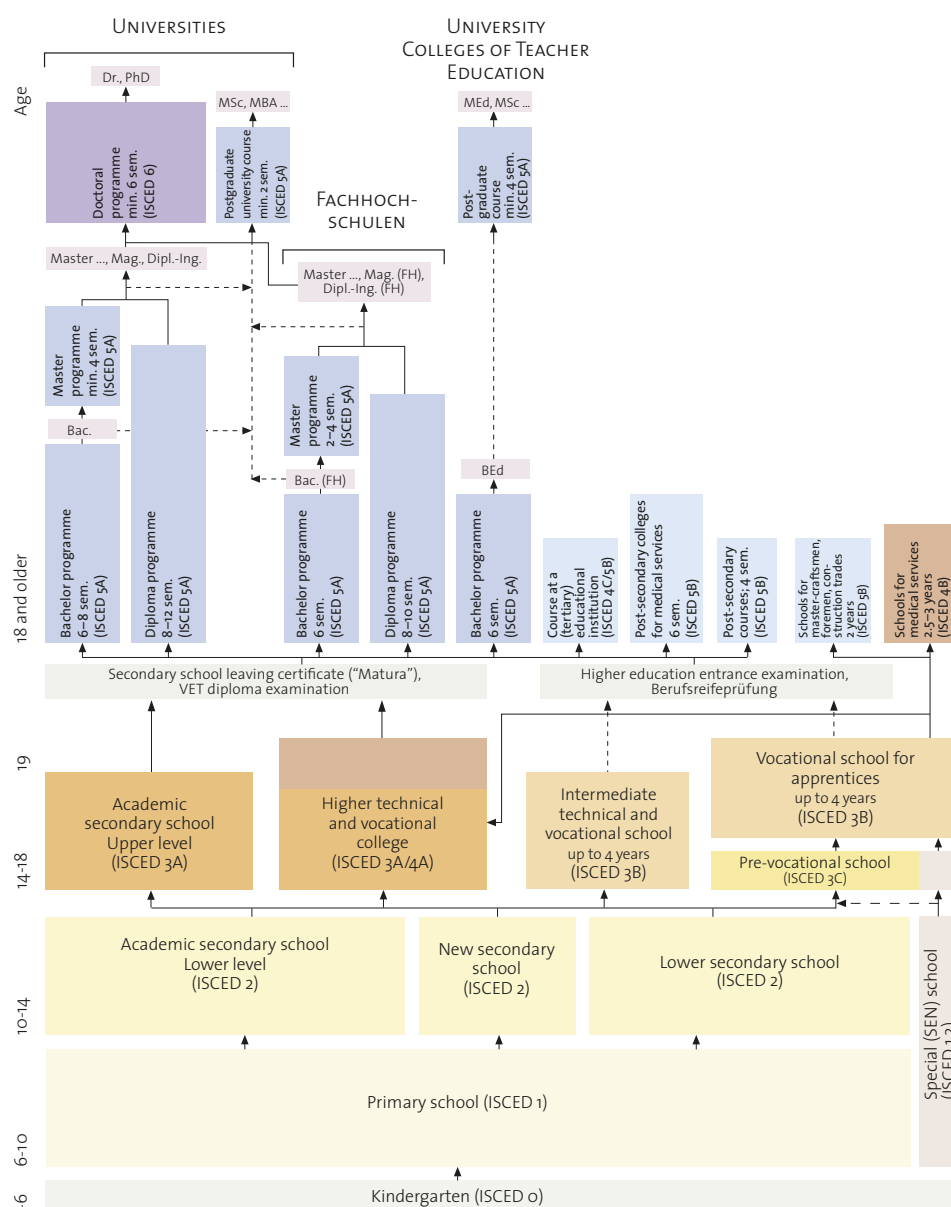 UNIVERSITIES
UNIVERSITY
COLLEGES OF TEACHER
EDUCATION
Age
Dr., PhD
MSc, MBA ...
MEd, MSc ...
Doctoral
programme
min. 6 sem.
(ISCED 6)
Postgraduate
university course
min. 2 sem.
(ISCED 5A)
Post-
graduate
course
min. 4 sem.
(ISCED 5A)
FACHHOCH-
SCHULEN
Master ..., Mag., Dipl.-Ing.
Master ..., Mag. (FH),
Dipl.-Ing. (FH)
Master
programme
min. 4 sem.
(ISCED 5A)
Bac.
Master
programme
2–4 sem.
(ISCED 5A)
Bac. (FH)
BEd
18 and older
Bachelor programme
6–8 sem.
(ISCED 5A)
Diploma programme
8–12 sem.
(ISCED 5A)
Bachelor programme
6 sem.
(ISCED 5A)
Diploma programme
8–10 sem.
(ISCED 5A)
Bachelor programme
6 sem.
(ISCED 5A)
Course at a
(tertiary)
educational
institution
(ISCED 4C/5B)
Post-secondary colleges
for medical services
6 sem.
(ISCED 5B)
Post-secondary
courses; 4 sem.
(ISCED 5B)
Schools for
master-craftsmen,
foremen, con-
struction trades
2 years
(ISCED 5B)
Schools for
medical services
2.5–3 years
(ISCED 4B)
Secondary school leaving certificate ("Matura"),
VET diploma examination
Higher education entrance examination,
Berufsreifeprüfung
19
Academic
secondary school
Upper level
(ISCED 3A)
Higher technical
and vocational
college
(ISCED 3A/4A)
Intermediate
technical and
vocational school
up to 4 years
(ISCED 3B)
Vocational school for
apprentices
up to 4 years
(ISCED 3B)
14-18
Pre-vocational school
(ISCED 3C)
Academic secondary school
Lower level
(ISCED 2)
New secondary
school
(ISCED 2)
Lower secondary school
(ISCED 2)
10-14
Special (SEN) school
Primary school (ISCED 1)
6-10
Kindergarten (ISCED 0)
-6